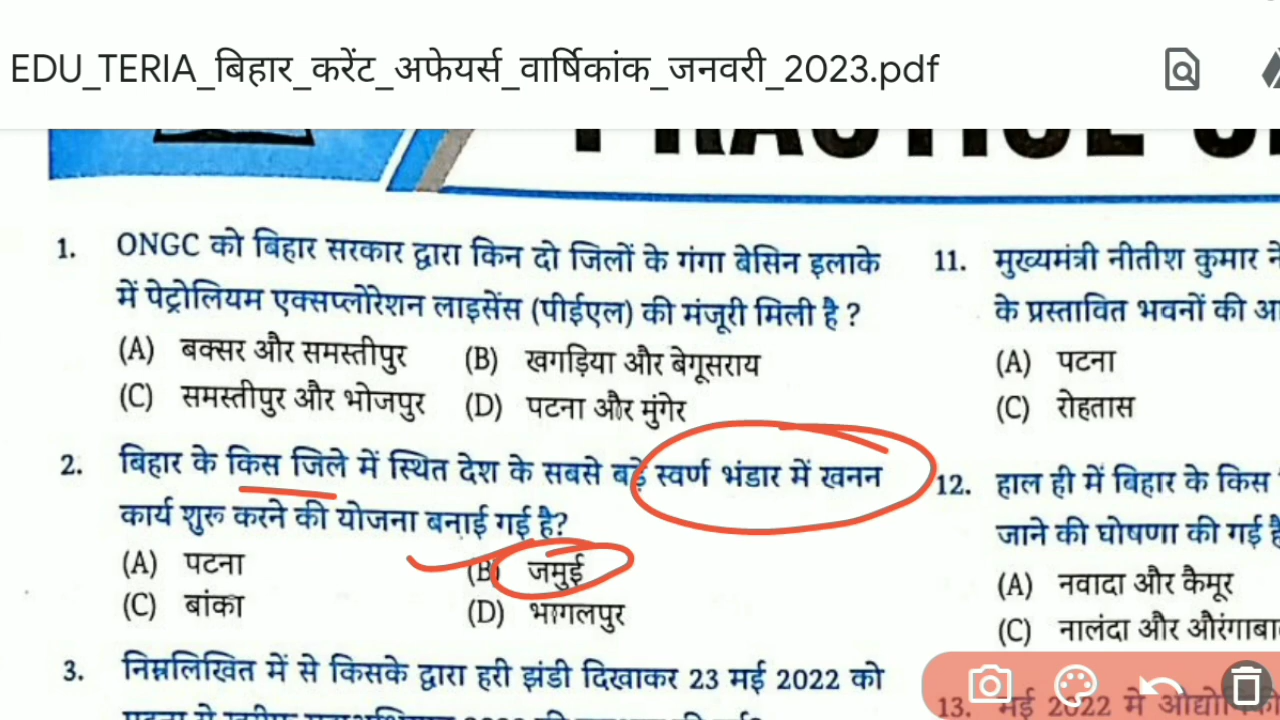 EDU_TERIA_बिहार_करेंट_अफेयर्स_वार्षिकांक_जनवरी_2023.pdf
1. ONGC को बिहार सरकार द्वारा किन दो जिलों के गंगा बेसिन इलाके
में पेट्रोलियम एक्सप्लोरेशन लाइसेंस (पीईएल) की मंजूरी मिली है ?
(A) बक्सर और समस्तीपुर (B) खगड़िया और बेगूसराय
(C) समस्तीपुर और भोजपुर (D) पटना और मुंगेर
2. बिहार के किस जिले में स्थित देश के सबसे बड़े स्वर्ण भंडार में खनन
कार्य शुरू करने की योजना बनाई गई है?
(A) पटना (B) जमुई
(C) बांका (D) भागलपुर
3. निम्नलिखित में से किसके द्वारा हरी झंडी दिखाकर 23 मई 2022 को
11. मुख्यमंत्री नीतीश कुमार ने
के प्रस्तावित भवनों की
(A) पटना
(C) रोहतास
12. हाल ही में बिहार के किस
जाने की घोषणा की गई
(A) नवादा और कैमूर
(C) नालंदा और
13. मई 2022 में